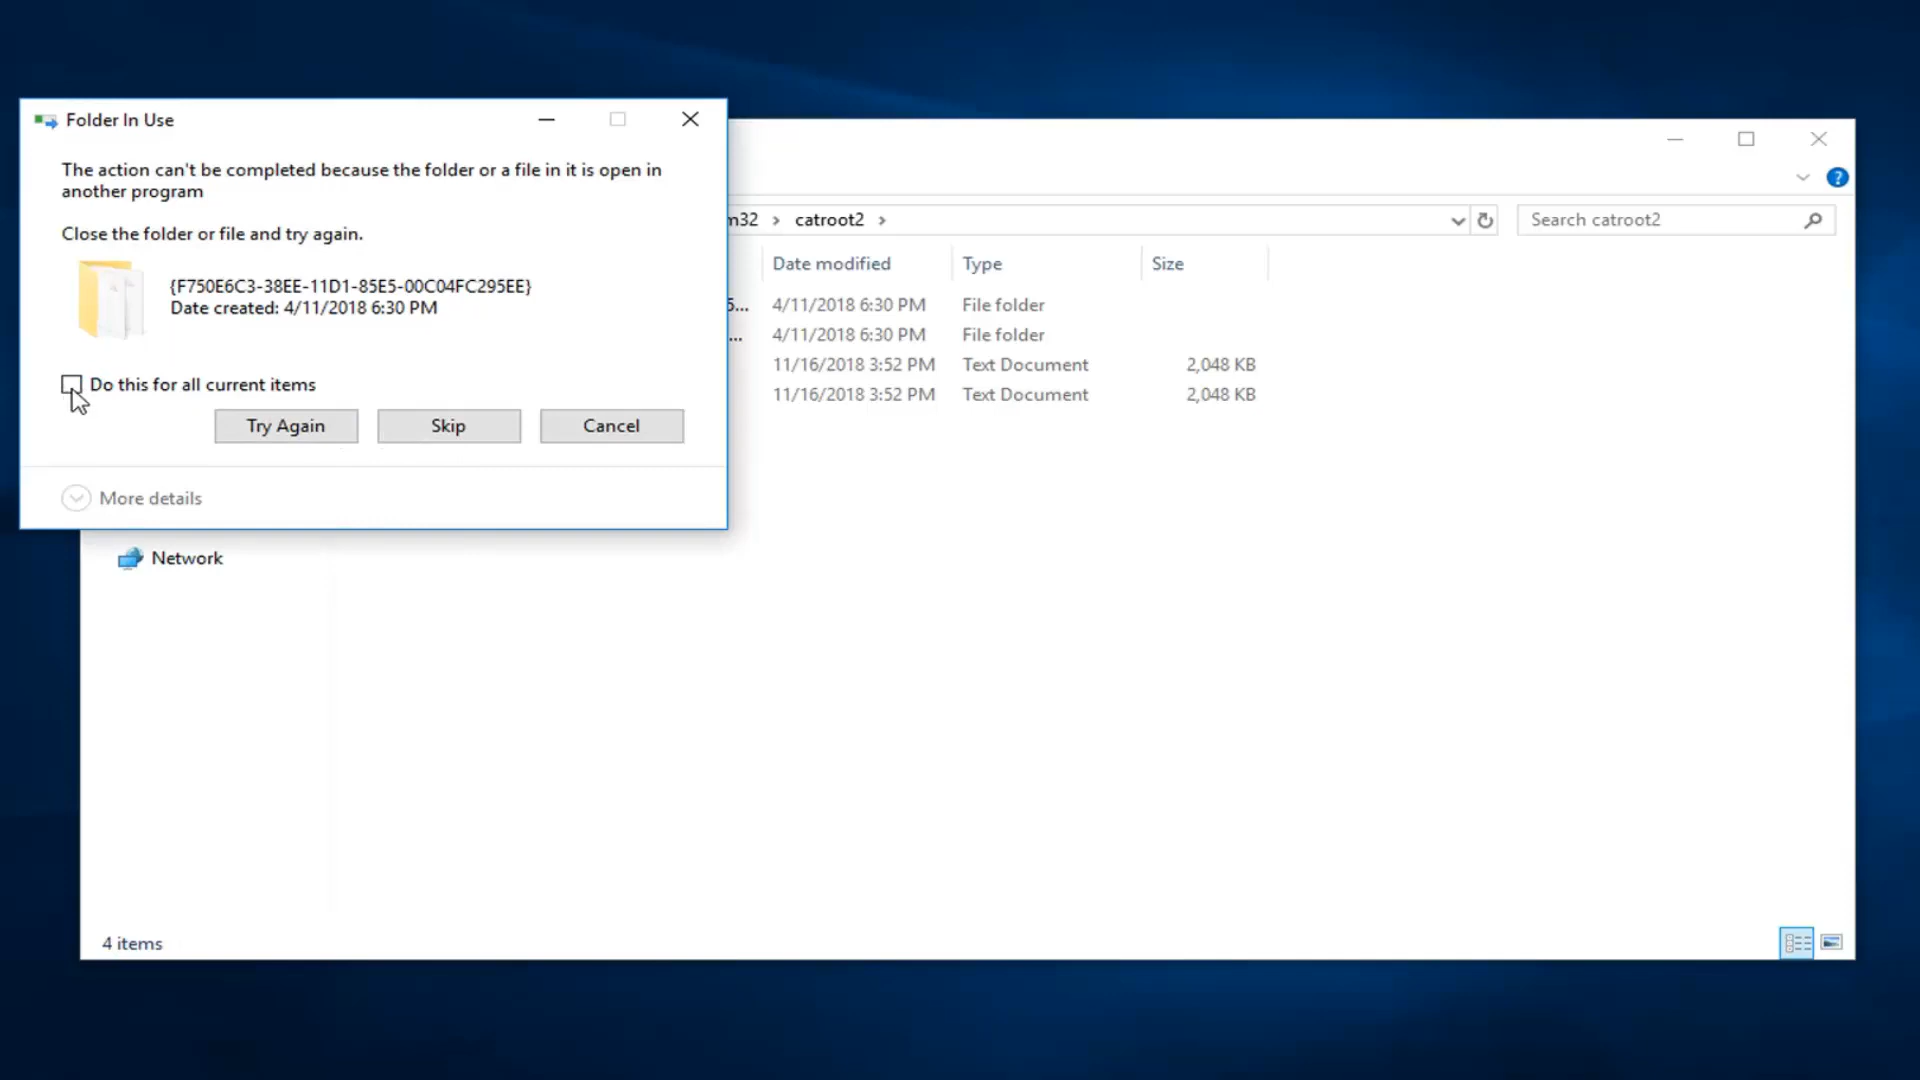 Folder In Use
The action can't be completed because the folder or a file in it is open in
another program
Close the folder or file and try again.
{F750E6C3-38EE-11D1-85E5-00C04FC295EE}
Date created: 4/11/2018 6:30 PM
Do this for all current items
Try Again Skip Cancel
More details
m32 › catroot2 ›
Search catroot2
Date modified Type Size
5... 4/11/2018 6:30 PM File folder
... 4/11/2018 6:30 PM File folder
11/16/2018 3:52 PM Text Document 2,048 KB
11/16/2018 3:52 PM Text Document 2,048 KB
Network
4 items